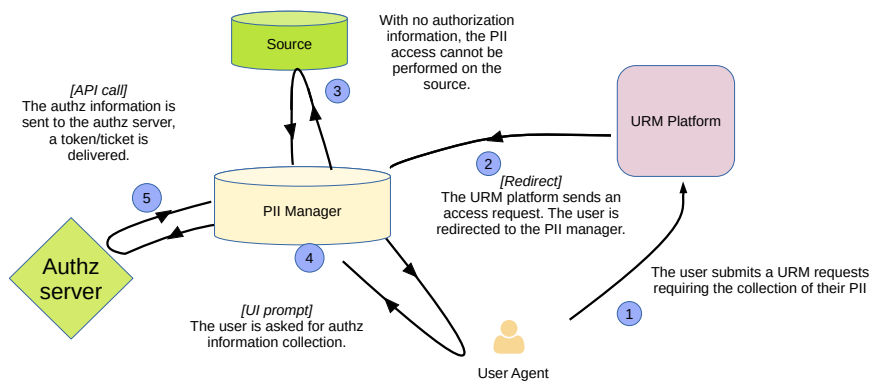 With no authorization
information, the PII
access cannot be
performed on the
source.
Source
3
[API call]
The authz information is
sent to the authz server,
a token/ticket is
delivered.
URM Platform
2
[Redirect]
The URM platform sends an
access request. The user is
redirected to the PII manager.
5
PII Manager
4
Authz
server
The user submits a URM requests
requiring the collection of their PII
1
[UI prompt]
The user is asked for authz
information collection.
User Agent